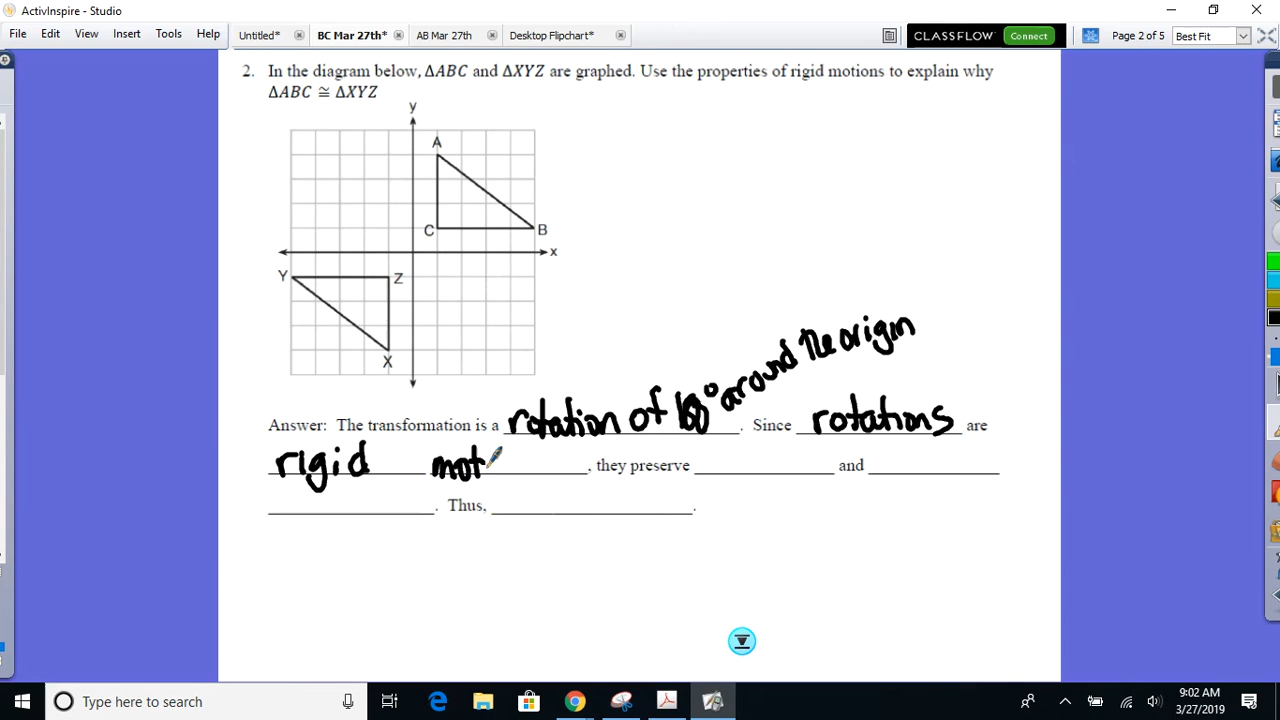 ActivInspire - Studio
File Edit View Insert Tools Help Untitled* BC Mar 27th* AB Mar 27th Desktop Flipchart* CLASSFLOW Connect Page 2 of 5 Best Fit
2. In the diagram below, ΔABC and ΔXYZ are graphed. Use the properties of rigid motions to explain why
ΔABC ≅ ΔXYZ
y
A
C B
x
Y Z
X
Answer: The transformation is a rotation of 180° around the origin. Since rotations are
rigid mot, they preserve and
. Thus, .
Type here to search
9:02 AM
3/27/2019